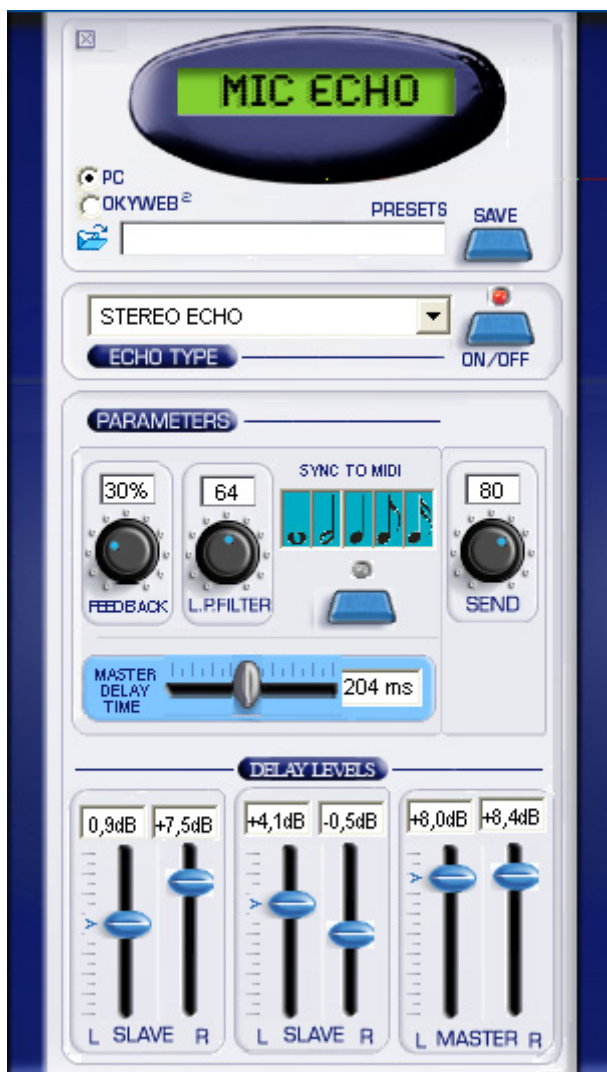 MIC ECHO
PC
OKYWEB²
PRESETS SAVE
STEREO ECHO
ECHO TYPE ON/OFF
PARAMETERS
SYNC TO MIDI
30% 64 80
FEEDBACK L.P.FILTER SEND
MASTER
DELAY
TIME
204 ms
DELAY LEVELS
0,9dB +7,5dB +4,1dB -0,5dB +8,0dB +8,4dB
L SLAVE R L SLAVE R L MASTER R